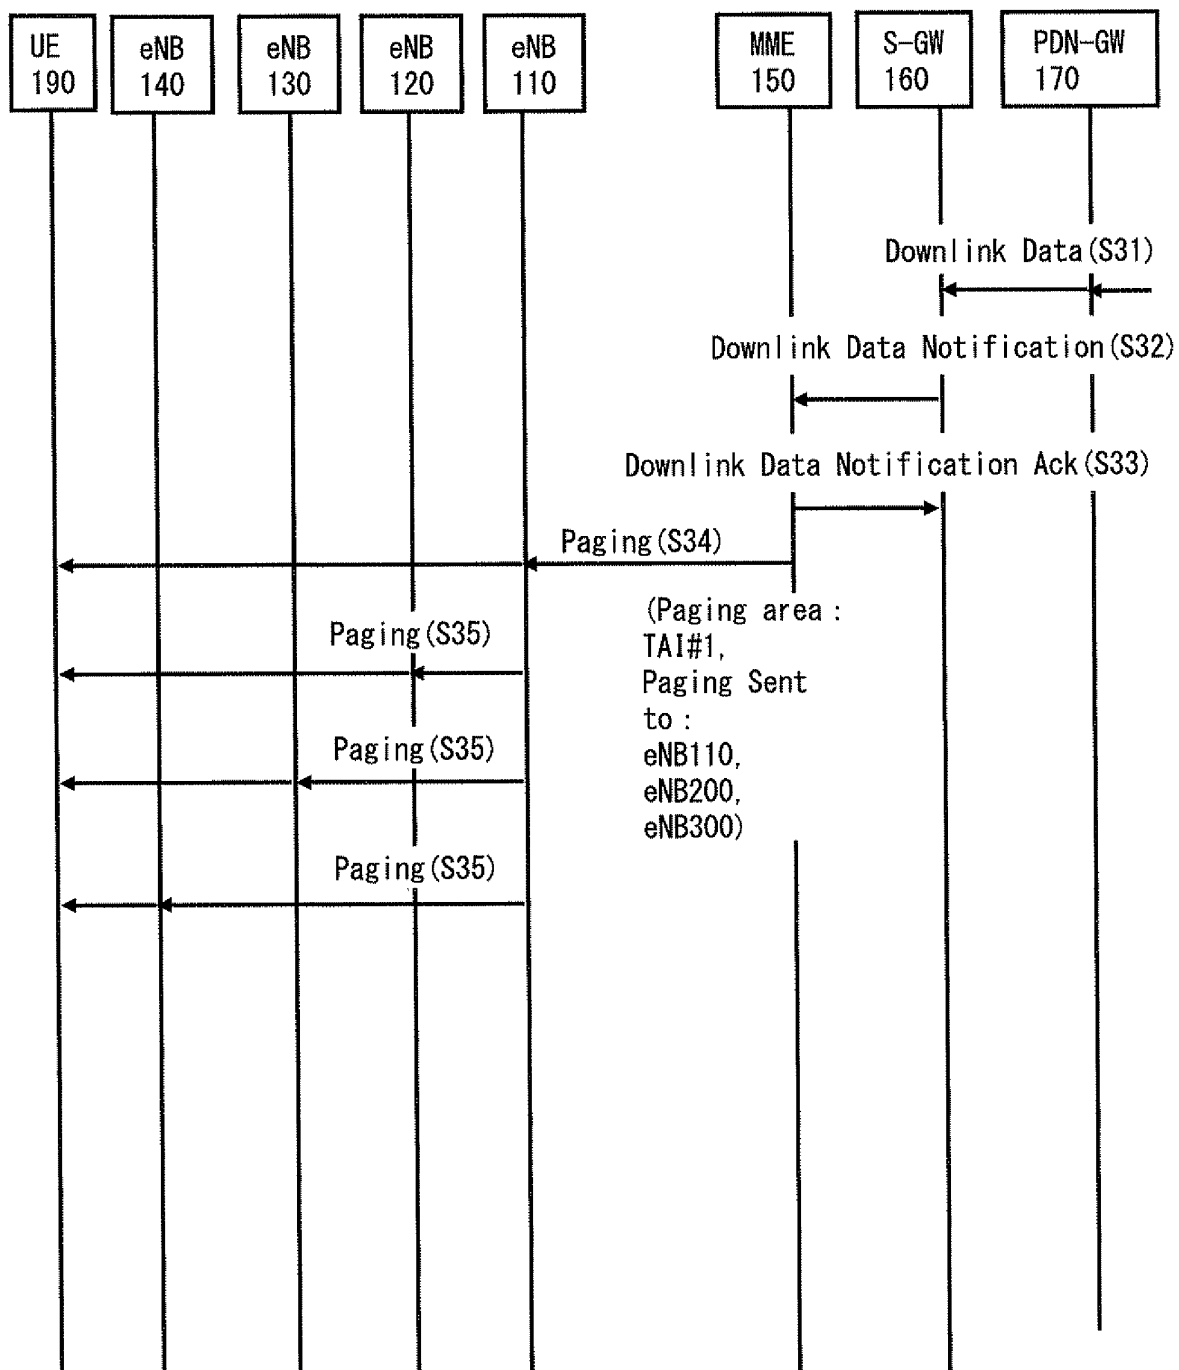 UE
190
eNB
140
eNB
130
eNB
120
eNB
110
MME
150
S-GW
160
PDN-GW
170
Downlink Data(S31)
Downlink Data Notification(S32)
Downlink Data Notification Ack(S33)
Paging(S34)
(Paging area:
TAI#1,
Paging Sent
to:
eNB110,
eNB200,
eNB300)
Paging(S35)
Paging(S35)
Paging(S35)